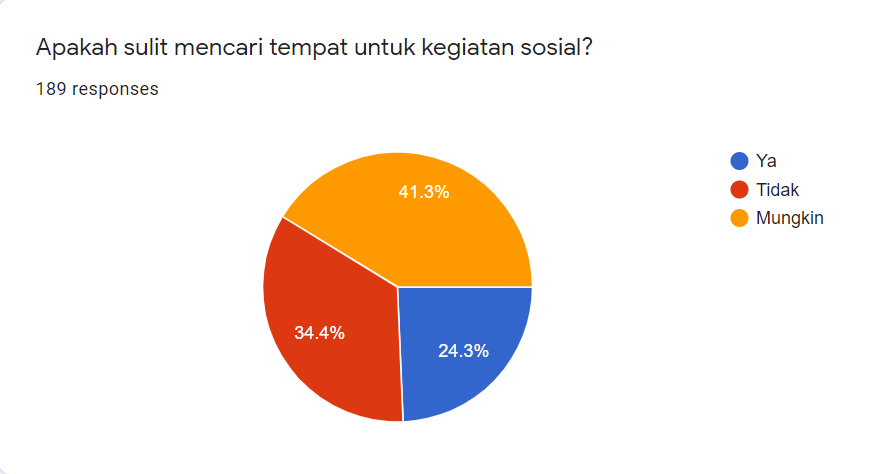 Apakah sulit mencari tempat untuk kegiatan sosial?
189 responses
Ya
Tidak
Mungkin
41.3%
34.4%
24.3%